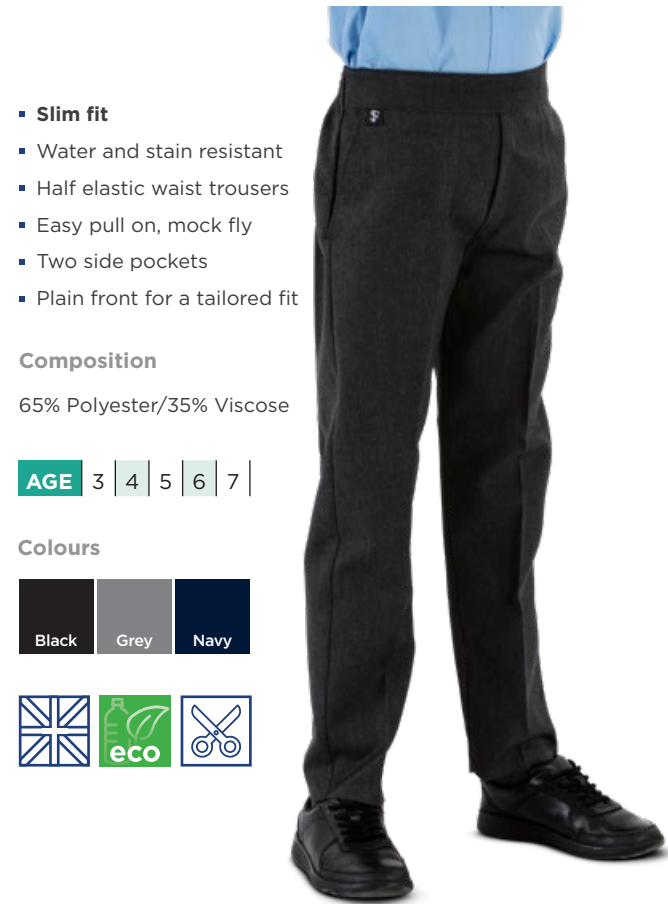 Slim fit
Water and stain resistant
Half elastic waist trousers
Easy pull on, mock fly
Two side pockets
Plain front for a tailored fit
Composition
65% Polyester/35% Viscose
AGE 3 4 5 6 7
Colours
Black Grey Navy
eco